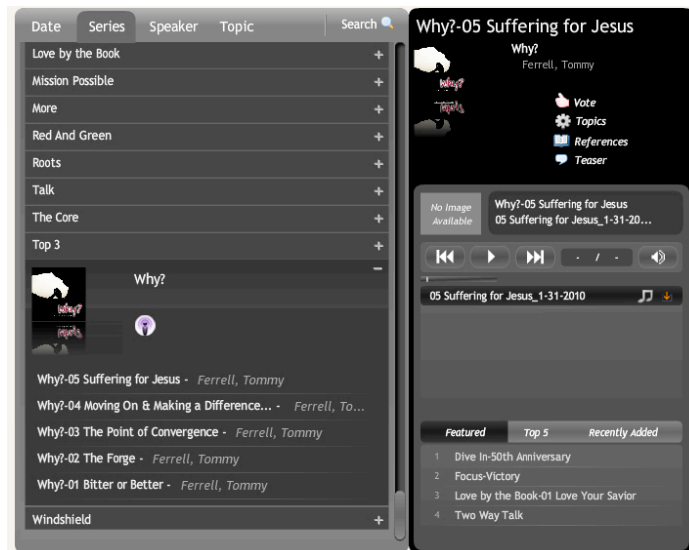 Date Series Speaker Topic Search
Love by the Book
Mission Possible
More
Red And Green
Roots
Talk
The Core
Top 3
Why?
Why?
Why?-05 Suffering for Jesus - Ferrell, Tommy
Why?-04 Moving On & Making a Difference... - Ferrell, To...
Why?-03 The Point of Convergence - Ferrell, Tommy
Why?-02 The Forge - Ferrell, Tommy
Why?-01 Bitter or Better - Ferrell, Tommy
Windshield
Why?-05 Suffering for Jesus
Why?
Ferrell, Tommy
Why?
Vote
Topics
References
Teaser
No Image
Available
Why?-05 Suffering for Jesus
05 Suffering for Jesus_1-31-20...
- / -
05 Suffering for Jesus_1-31-2010
Featured Top 5 Recently Added
1 Dive In-50th Anniversary
2 Focus-Victory
3 Love by the Book-01 Love Your Savior
4 Two Way Talk